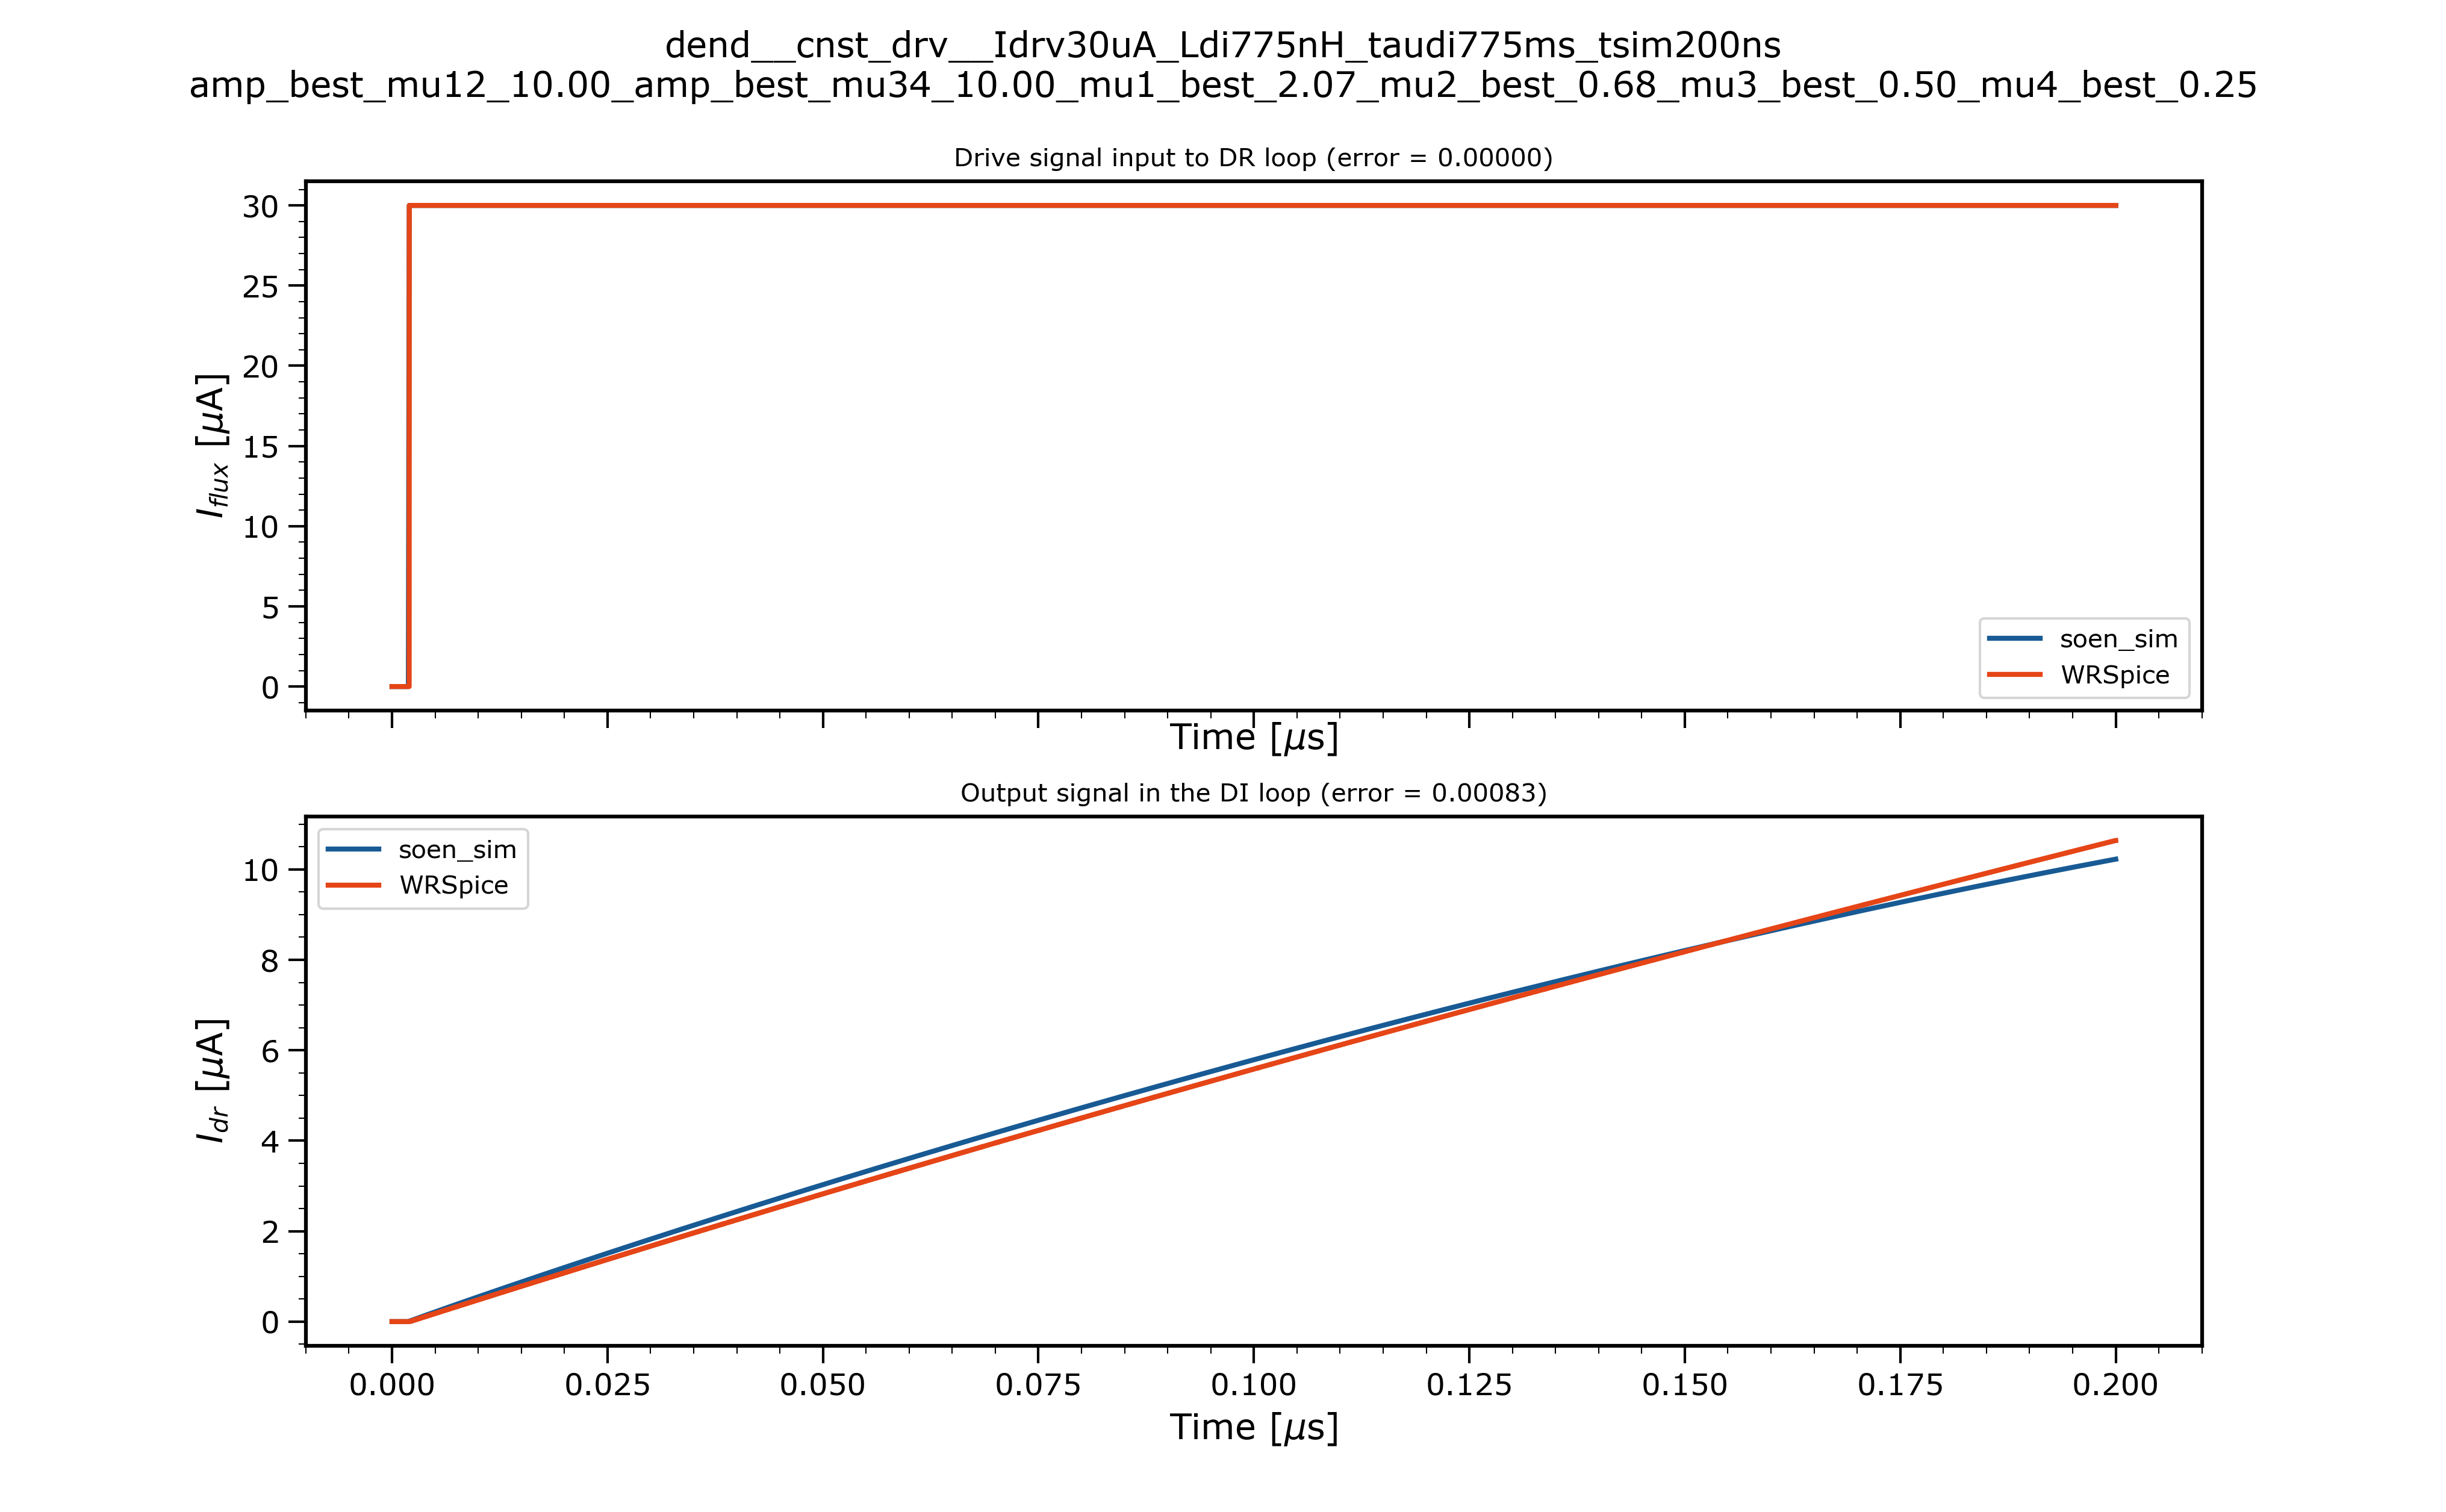 dend__cnst_drv__Idrv30uA_Ldi775nH_taudi775ms_tsim200ns
amp_best_mu12_10.00_amp_best_mu34_10.00_mu1_best_2.07_mu2_best_0.68_mu3_best_0.50_mu4_best_0.25
Drive signal input to DR loop (error = 0.00000)
30
25
20
15
10
5
0
I_flux [μA]
soen_sim
WRSpice
Time [μs]
Output signal in the DI loop (error = 0.00083)
soen_sim
WRSpice
10
8
6
4
2
0
I_dr [μA]
0.000 0.025 0.050 0.075 0.100 0.125 0.150 0.175 0.200
Time [μs]